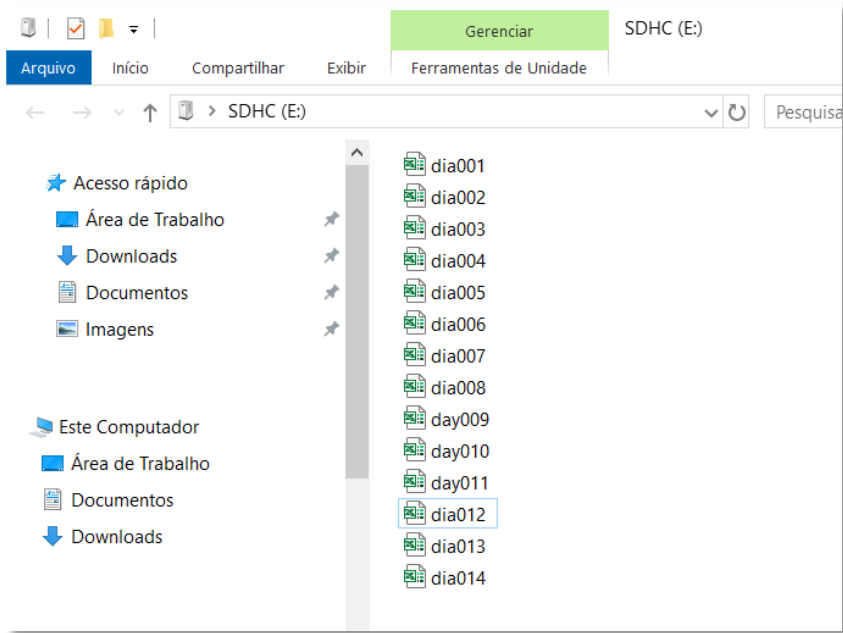 Gerenciar SDHC (E:)
Arquivo Início Compartilhar Exibir Ferramentas de Unidade
SDHC (E:) Pesquisa
Acesso rápido
Área de Trabalho
Downloads
Documentos
Imagens
Este Computador
Área de Trabalho
Documentos
Downloads
dia001
dia002
dia003
dia004
dia005
dia006
dia007
dia008
day009
day010
day011
dia012
dia013
dia014